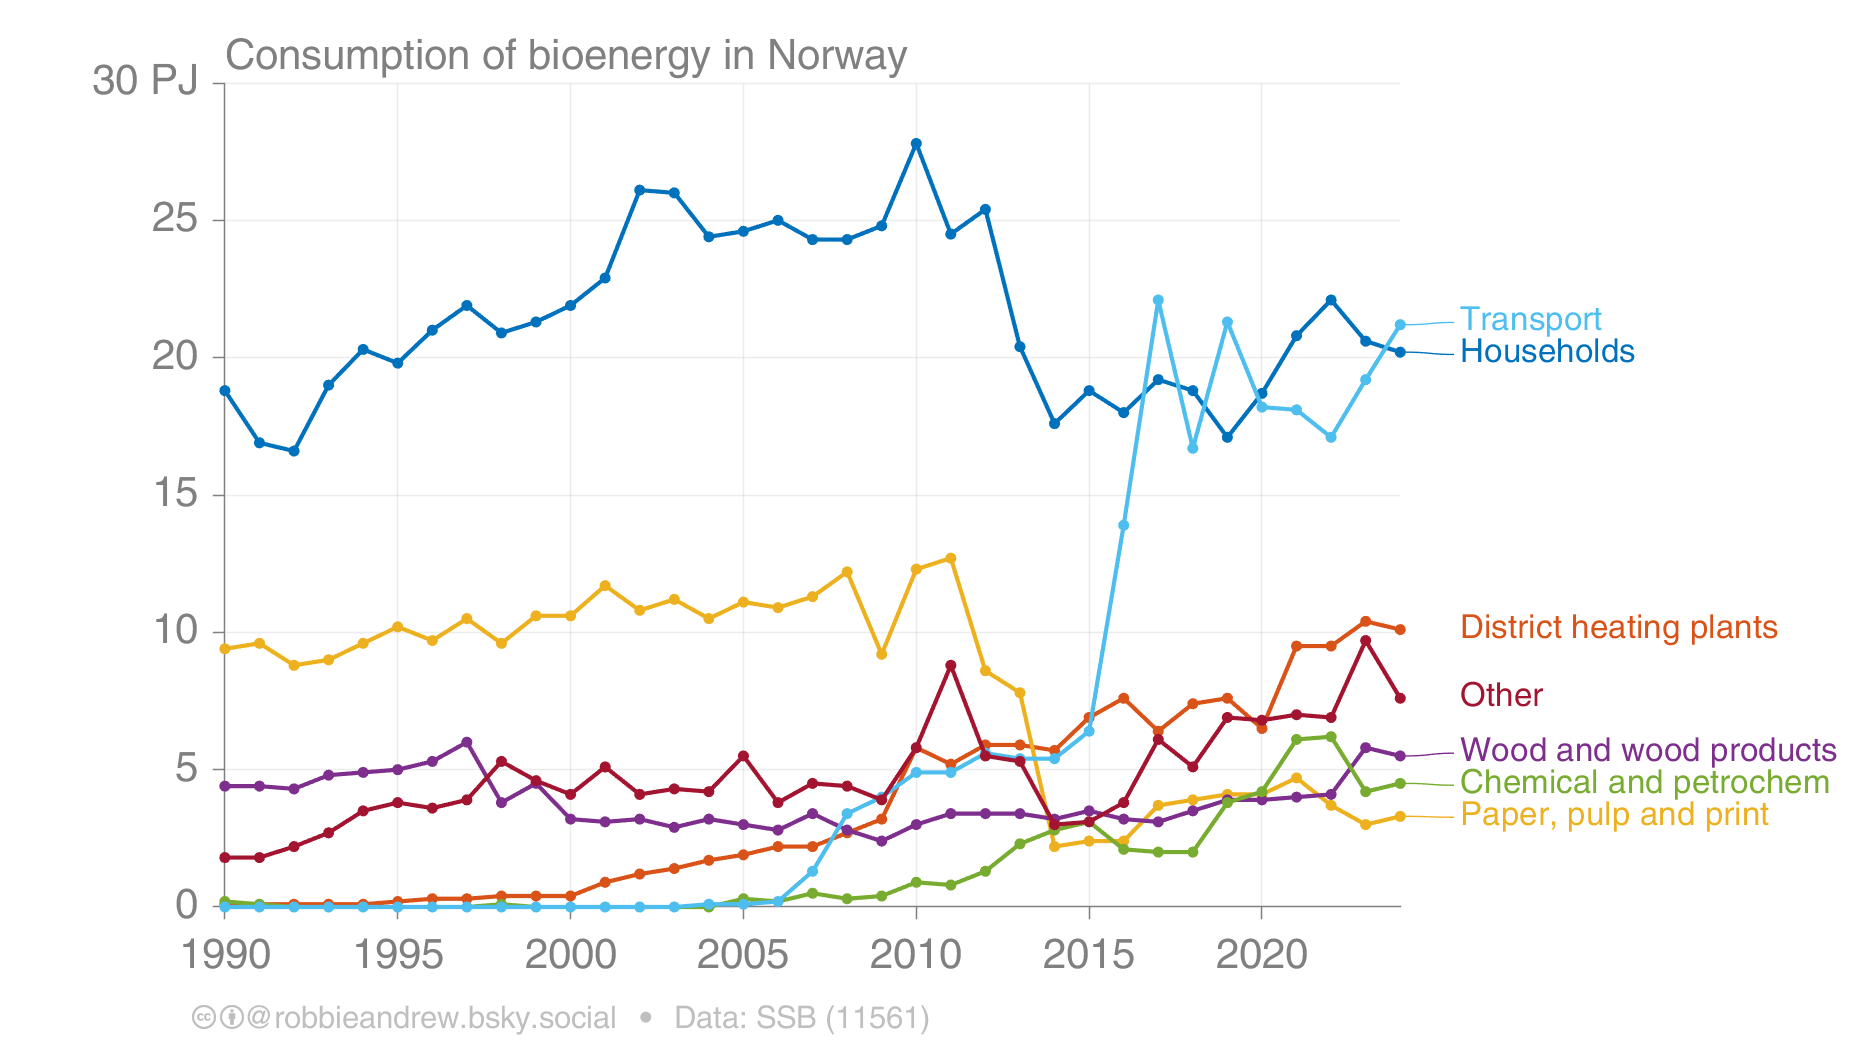 Consumption of bioenergy in Norway
30 PJ
25
20
15
10
5
0
1990 1995 2000 2005 2010 2015 2020
Transport
Households
District heating plants
Other
Wood and wood products
Chemical and petrochem
Paper, pulp and print
@robbieandrew.bsky.social • Data: SSB (11561)